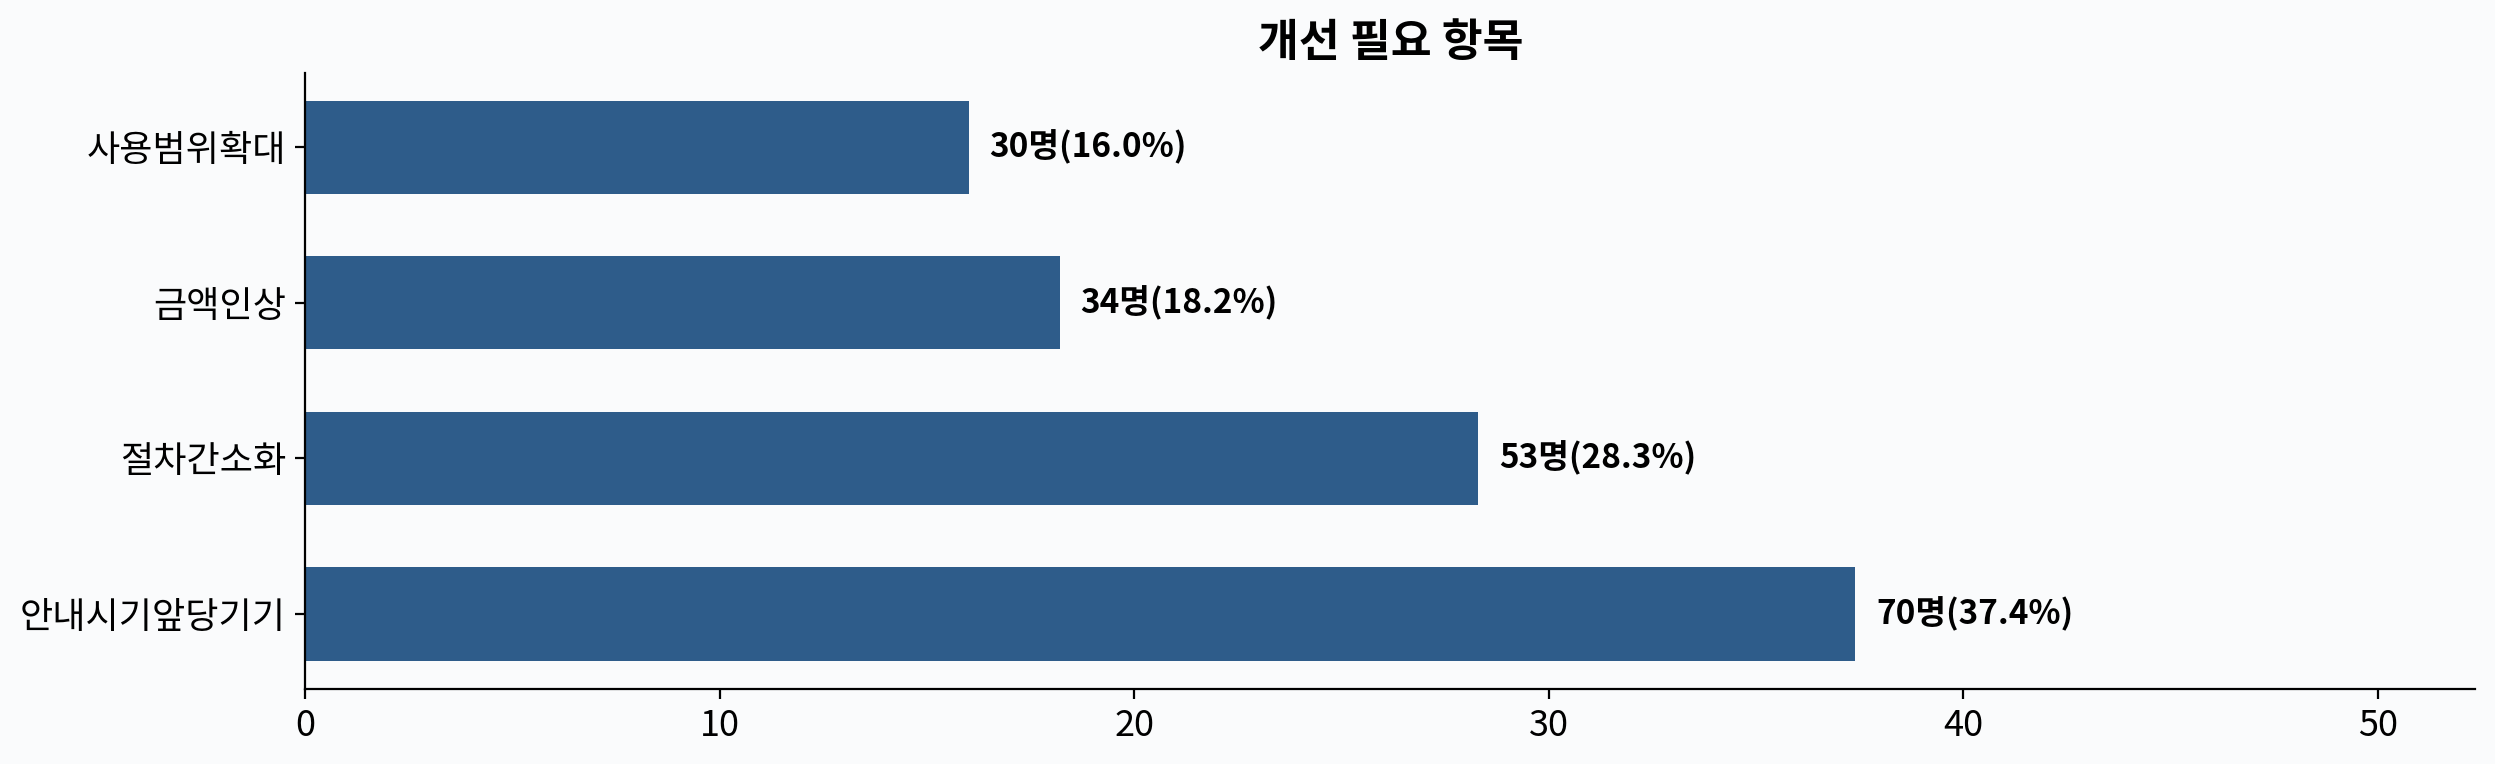 개선 필요 항목
사용범위확대 30명(16.0%)
금액인상 34명(18.2%)
절차간소화 53명(28.3%)
안내시기앞당기기 70명(37.4%)
0 10 20 30 40 50